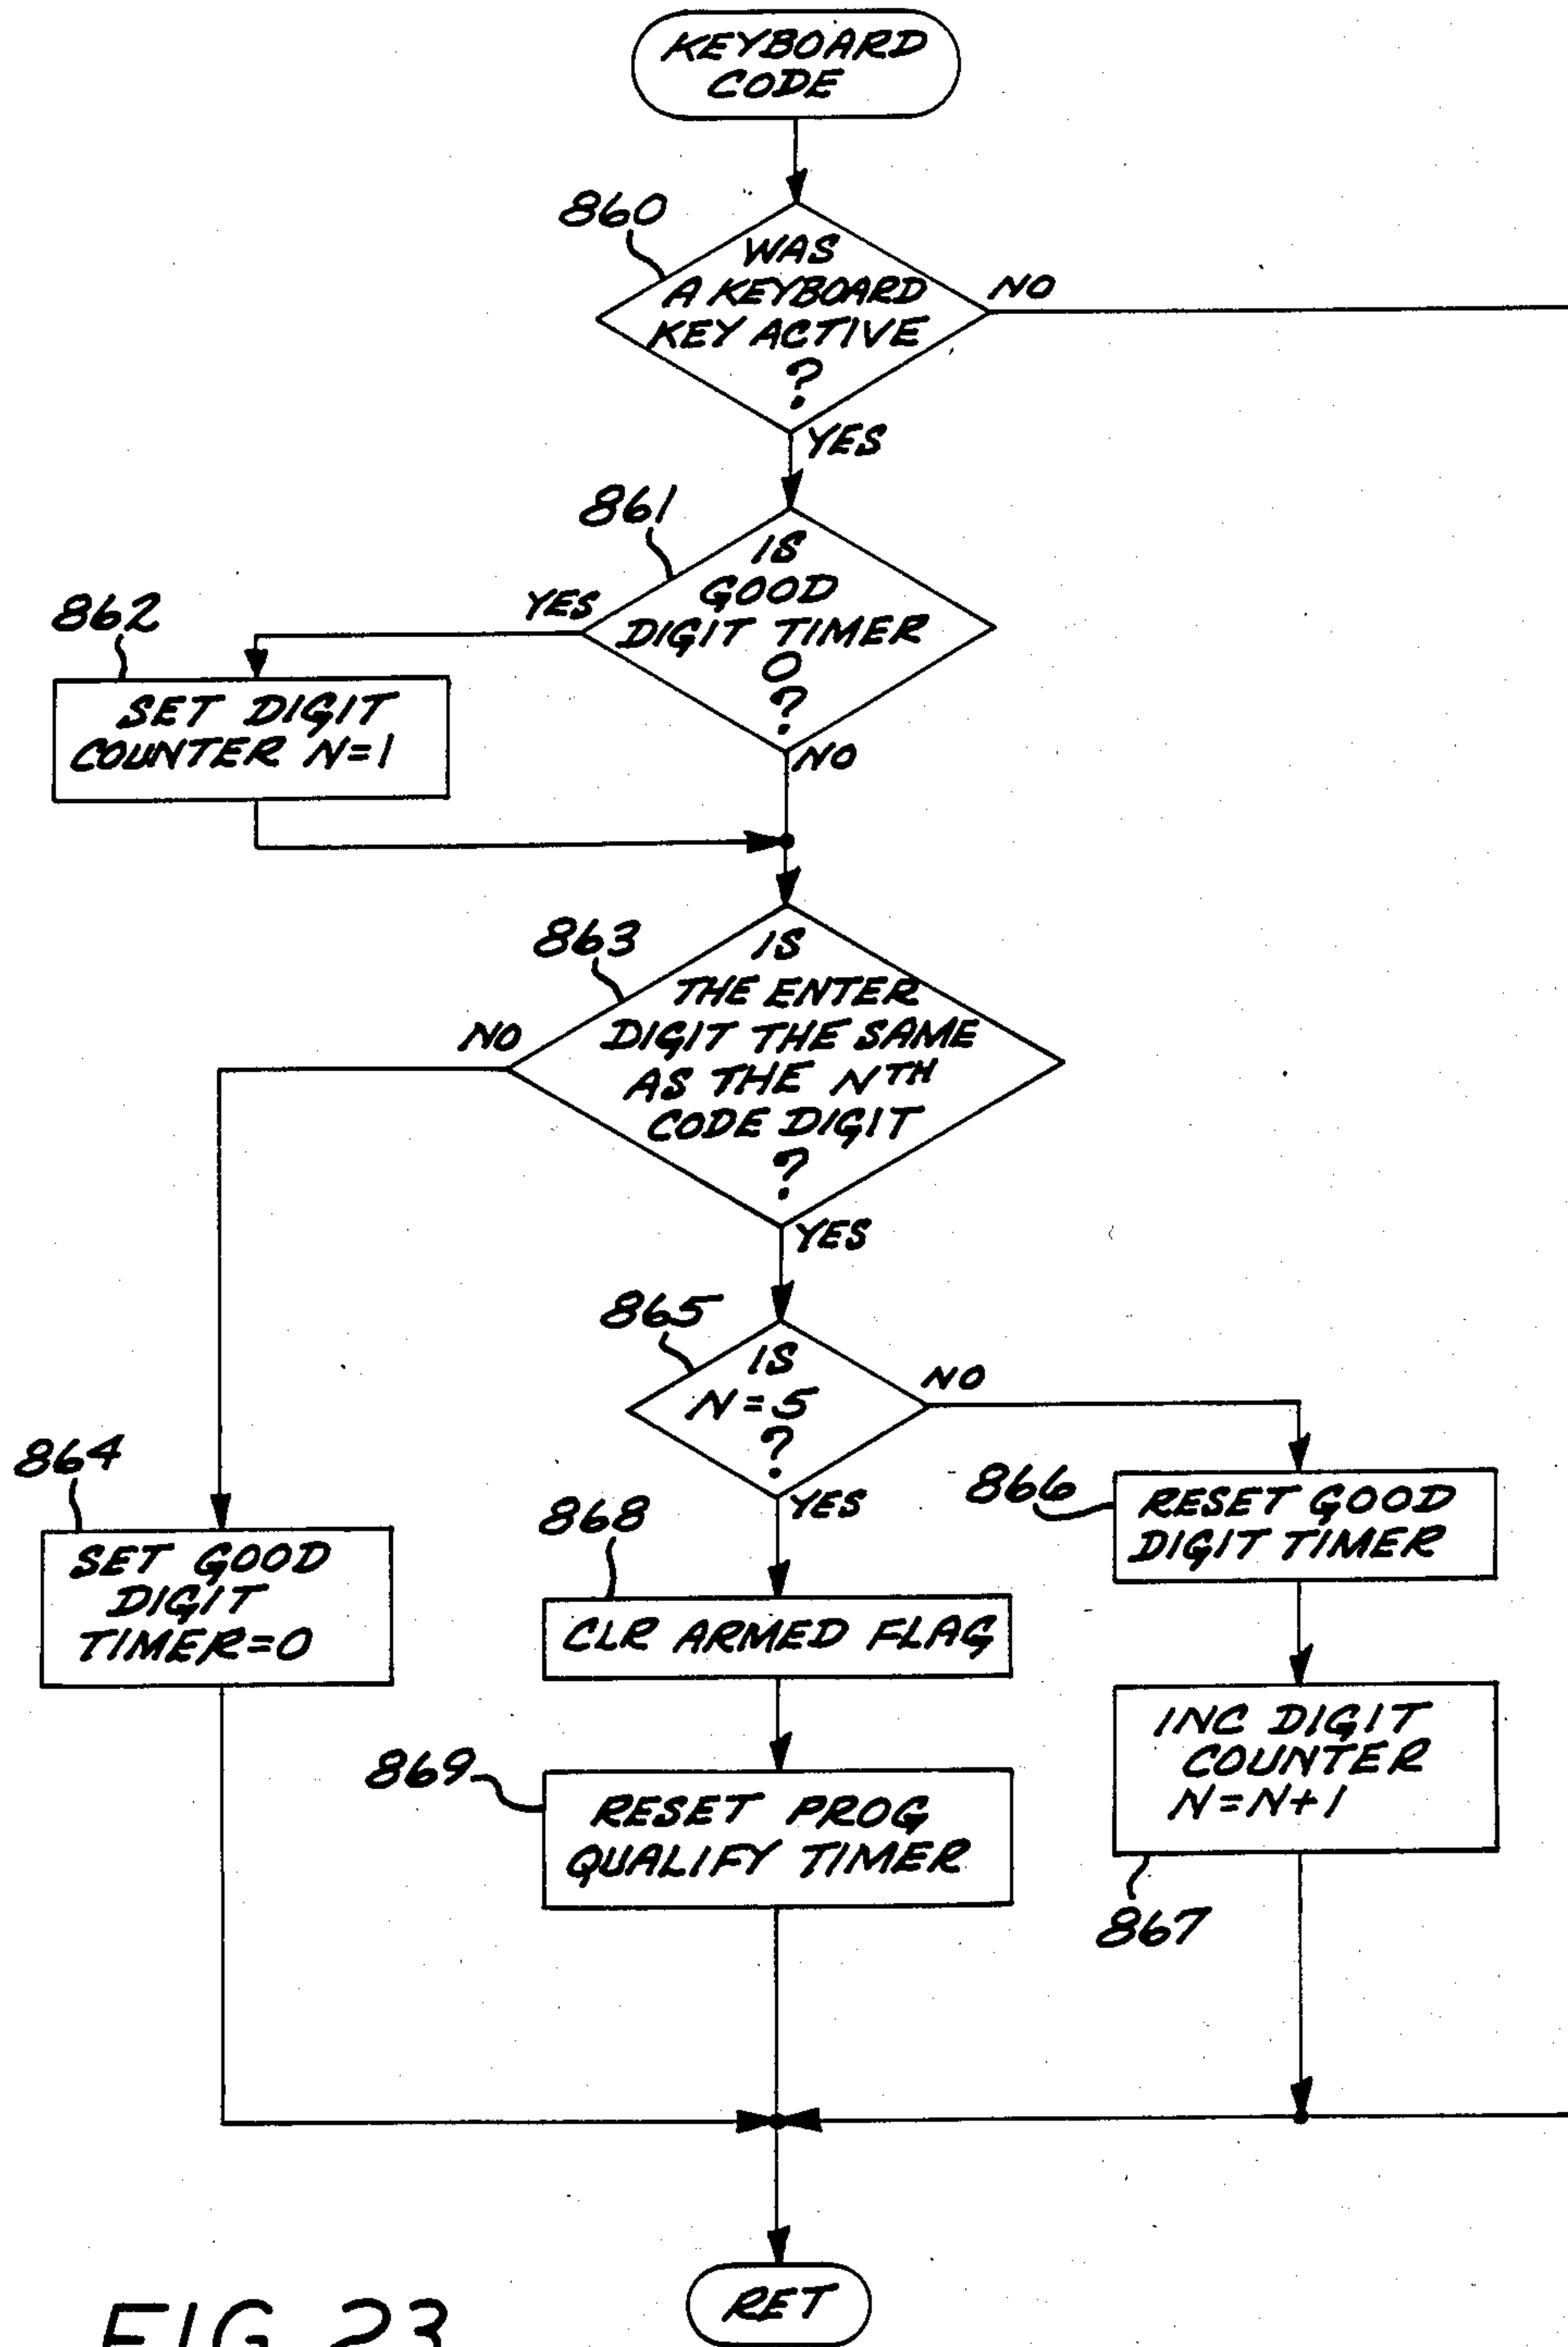 KEYBOARD
CODE
860
WAS
A KEYBOARD
KEY ACTIVE
?
NO
YES
861
IS
GOOD
DIGIT TIMER
0
?
YES
NO
862
SET DIGIT
COUNTER N=1
863
IS
THE ENTER
DIGIT THE SAME
AS THE NTH
CODE DIGIT
?
NO
YES
865
IS
N=5
?
NO
YES
864
SET GOOD
DIGIT
TIMER=0
868
CLR ARMED FLAG
866
RESET GOOD
DIGIT TIMER
869
RESET PROG
QUALIFY TIMER
INC DIGIT
COUNTER
N=N+1
867
RET
FIG. 23